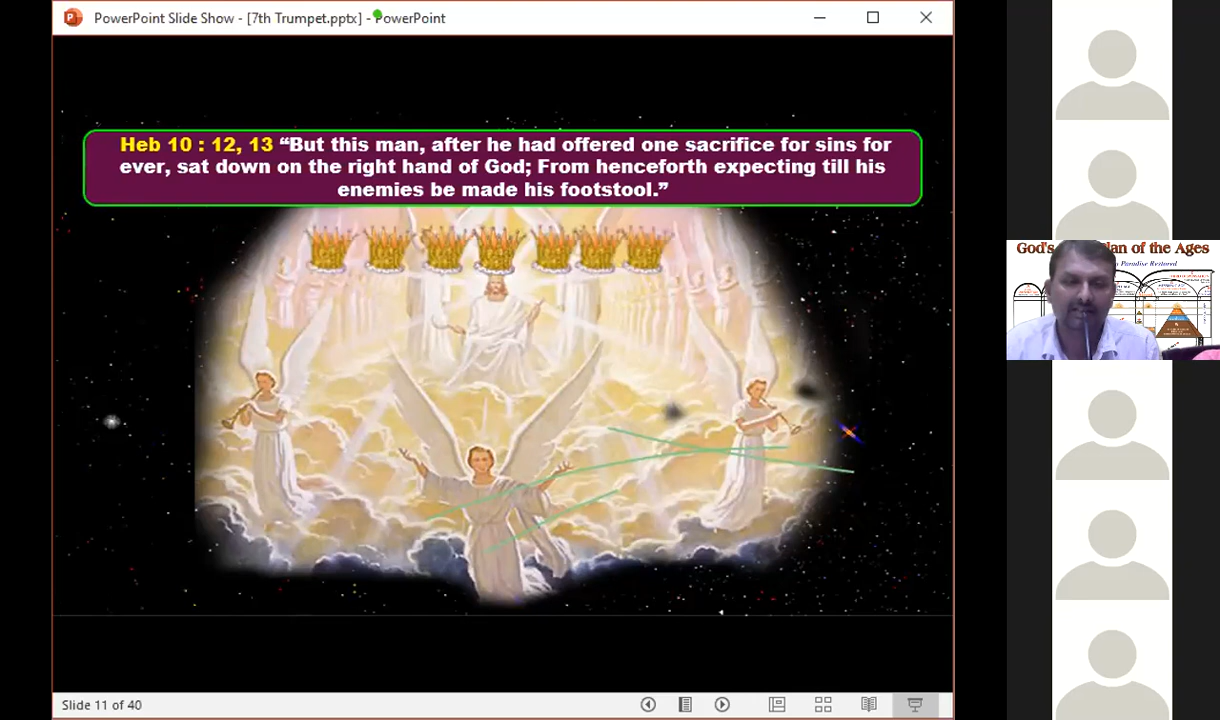 PowerPoint Slide Show - [7th Trumpet.pptx] - PowerPoint
Heb 10 : 12, 13 “But this man, after he had offered one sacrifice for sins for
ever, sat down on the right hand of God; From henceforth expecting till his
enemies be made his footstool.”
God's
lan of the Ages
Paradise Restored
Slide 11 of 40